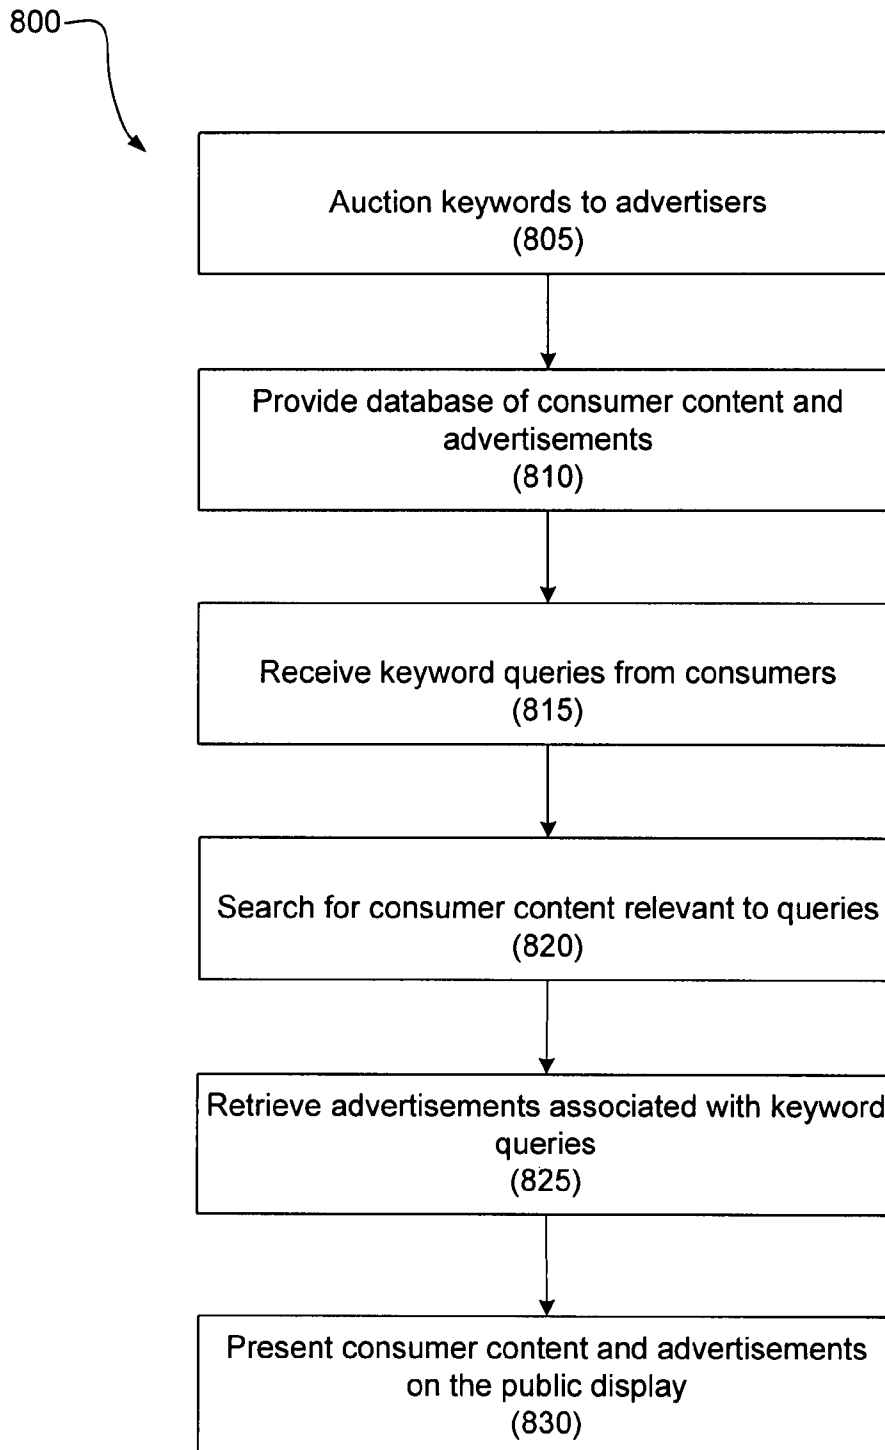 800
Auction keywords to advertisers
(805)
Provide database of consumer content and
advertisements
(810)
Receive keyword queries from consumers
(815)
Search for consumer content relevant to queries
(820)
Retrieve advertisements associated with keyword
queries
(825)
Present consumer content and advertisements
on the public display
(830)